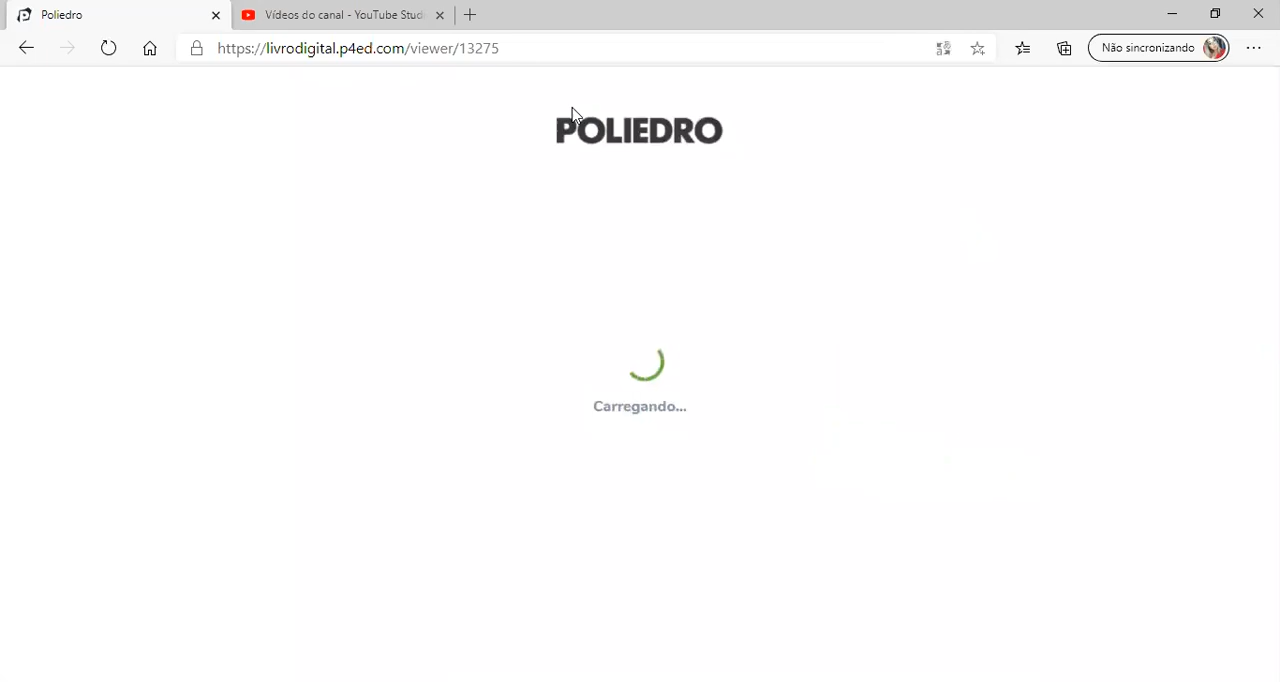 Poliedro
Vídeos do canal - YouTube Stud
https://livrodigital.p4ed.com/viewer/13275
Não sincronizando
POLIEDRO
Carregando...